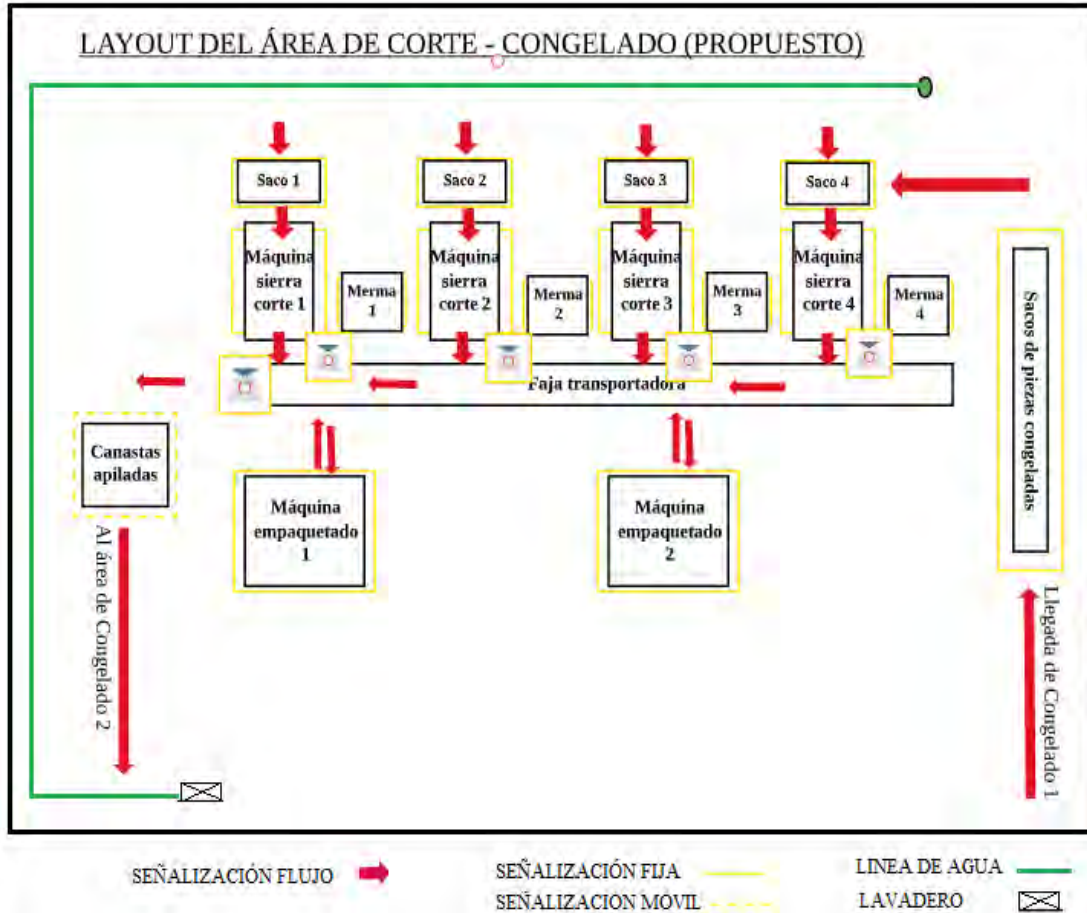 LAYOUT DEL ÁREA DE CORTE - CONGELADO (PROPUESTO)
Saco 1
Saco 2
Saco 3
Saco 4
Máquina
sierra
corte 1
Merma
1
Máquina
sierra
corte 2
Merma
2
Máquina
sierra
corte 3
Merma
3
Máquina
sierra
corte 4
Merma
4
Sacos de piezas congeladas
Faja transportadora
Canastas
apiladas
Máquina
empaquetado
1
Máquina
empaquetado
2
Al área de Congelado 2
Llegada de Congelado 1
SEÑALIZACIÓN FLUJO
SEÑALIZACIÓN FIJA
SEÑALIZACIÓN MÓVIL
LINEA DE AGUA
LAVADERO